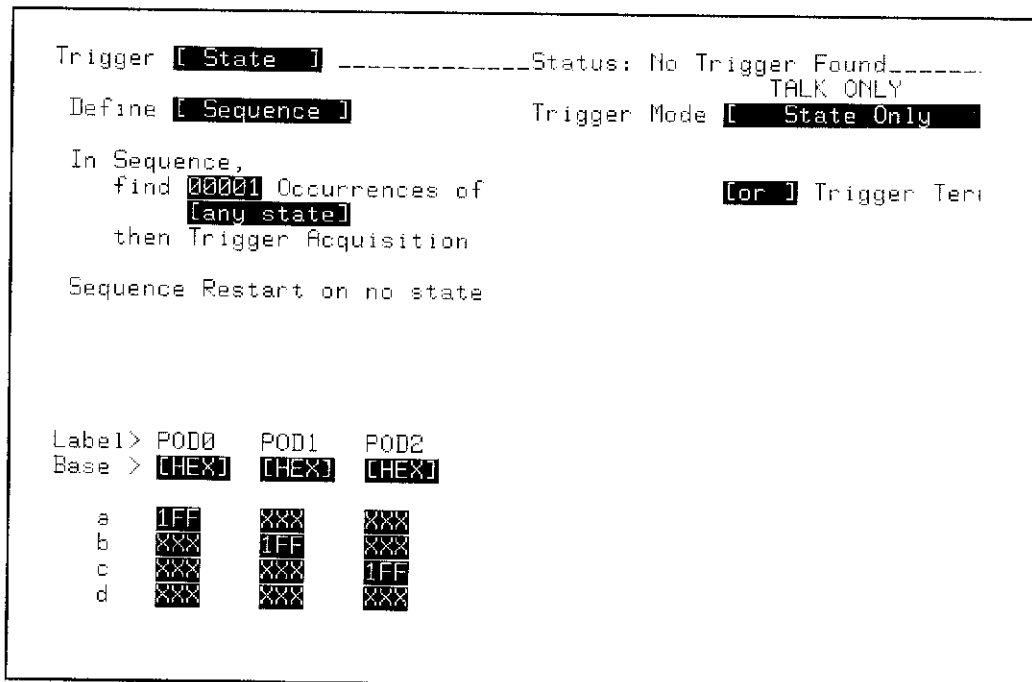 Trigger [ State ] _____________Status: No Trigger Found______
TALK ONLY
Define [ Sequence ] Trigger Mode [ State Only
In Sequence,
find 00001 Occurrences of [or ] Trigger
[any state]
then Trigger Acquisition
Sequence Restart on no state
Label> POD0 POD1 POD2
Base > [HEX] [HEX] [HEX]
a 1FF XXX XXX
b XXX 1FF XXX
c XXX XXX 1FF
d XXX XXX XXX